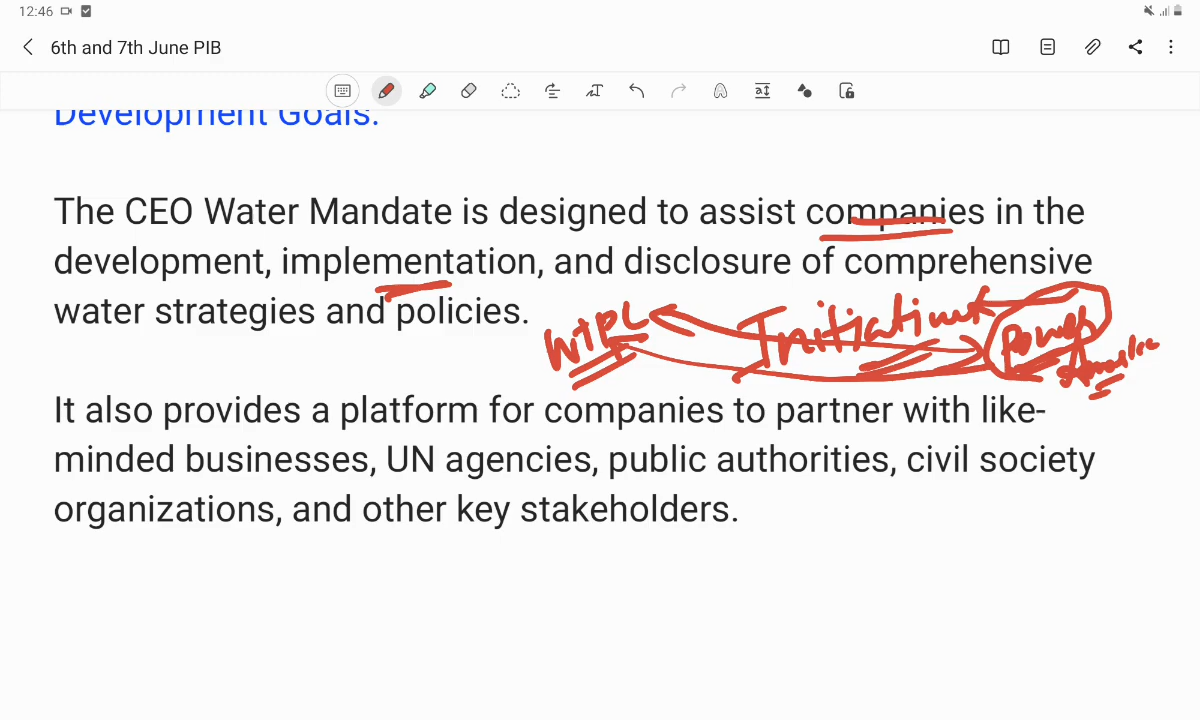 12:46
6th and 7th June PIB
Development Goals.
The CEO Water Mandate is designed to assist companies in the
development, implementation, and disclosure of comprehensive
water strategies and policies.
Initiative
It also provides a platform for companies to partner with like-
minded businesses, UN agencies, public authorities, civil society
organizations, and other key stakeholders.